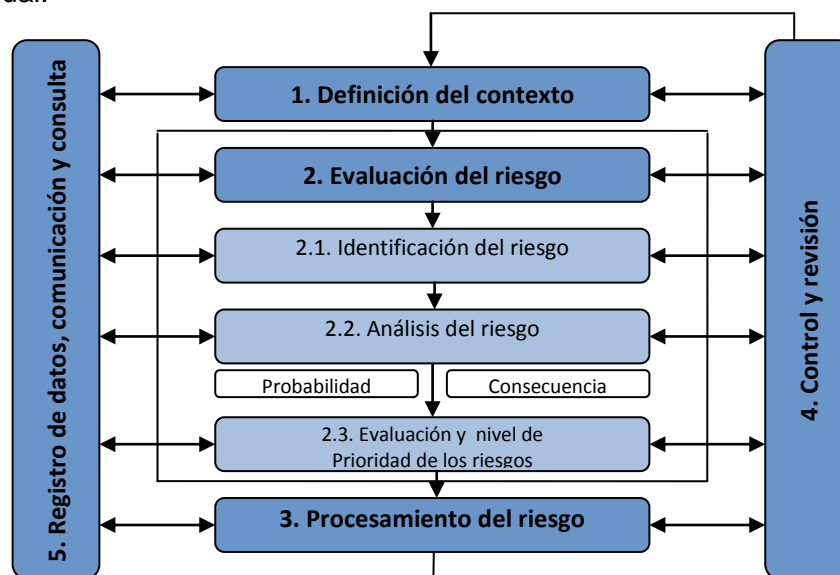 1. Definición del contexto
2. Evaluación del riesgo
2.1. Identificación del riesgo
2.2. Análisis del riesgo
Probabilidad
Consecuencia
2.3. Evaluación y nivel de
Prioridad de los riesgos
3. Procesamiento del riesgo
4. Control y revisión
5. Registro de datos, comunicación y consulta